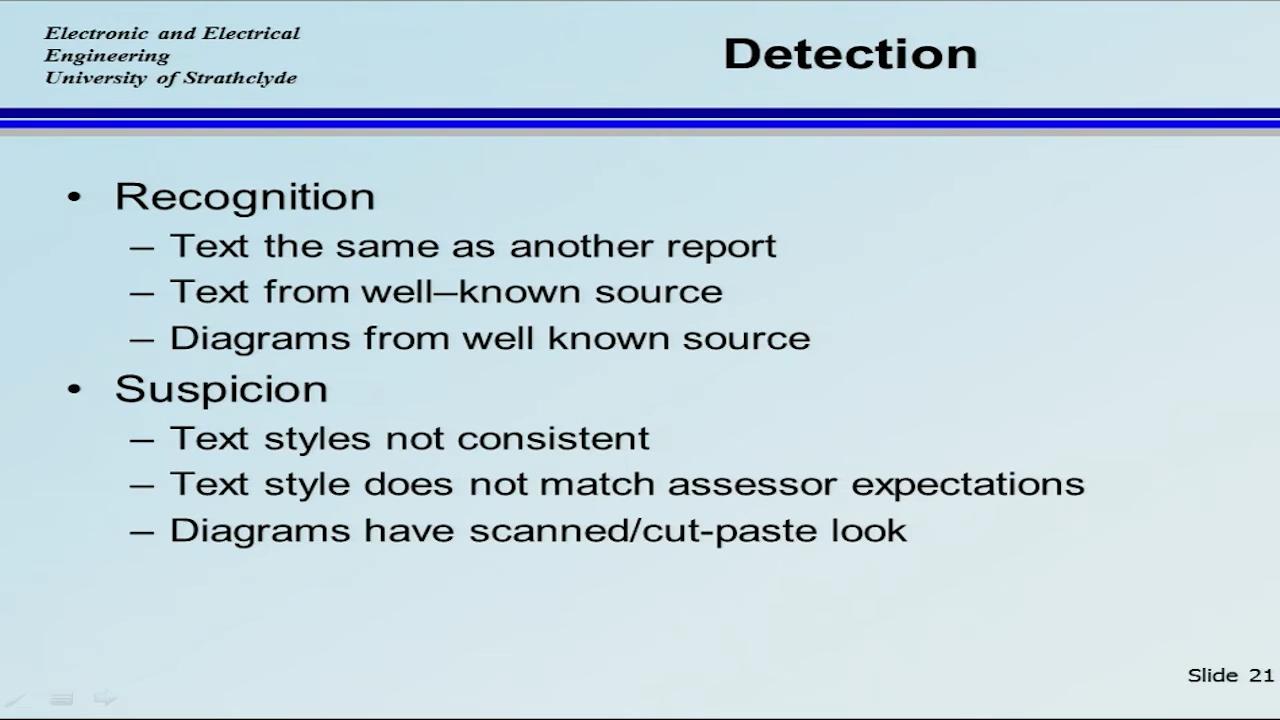 Electronic and Electrical
Engineering
University of Strathclyde
Detection
• Recognition
– Text the same as another report
– Text from well–known source
– Diagrams from well known source
• Suspicion
– Text styles not consistent
– Text style does not match assessor expectations
– Diagrams have scanned/cut-paste look
Slide 21